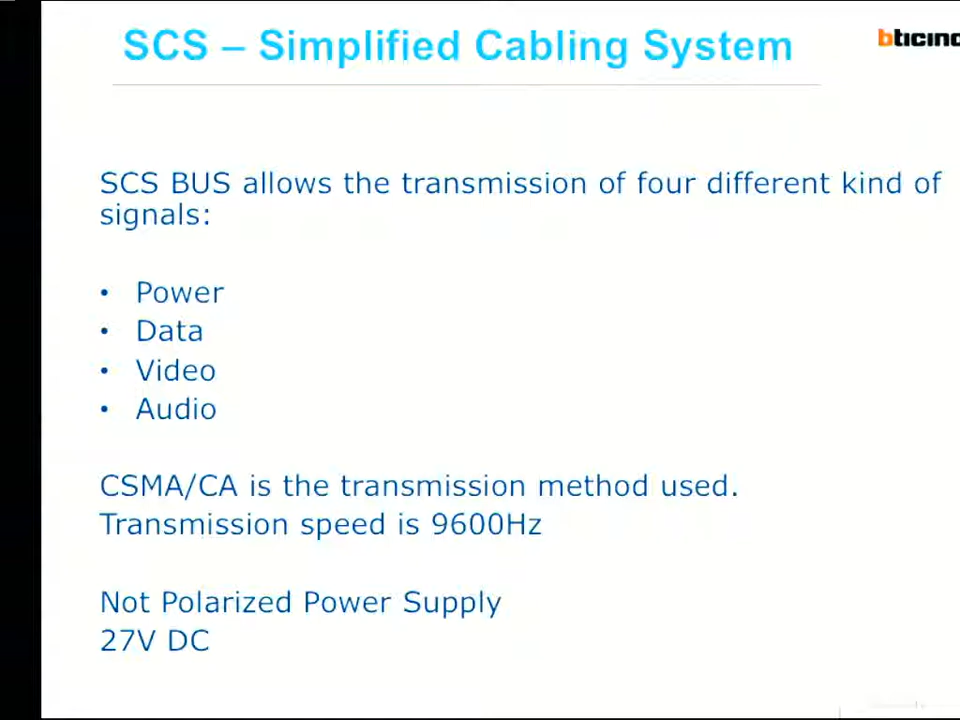 SCS – Simplified Cabling System
bticino
SCS BUS allows the transmission of four different kind of
signals:
• Power
• Data
• Video
• Audio
CSMA/CA is the transmission method used.
Transmission speed is 9600Hz
Not Polarized Power Supply
27V DC